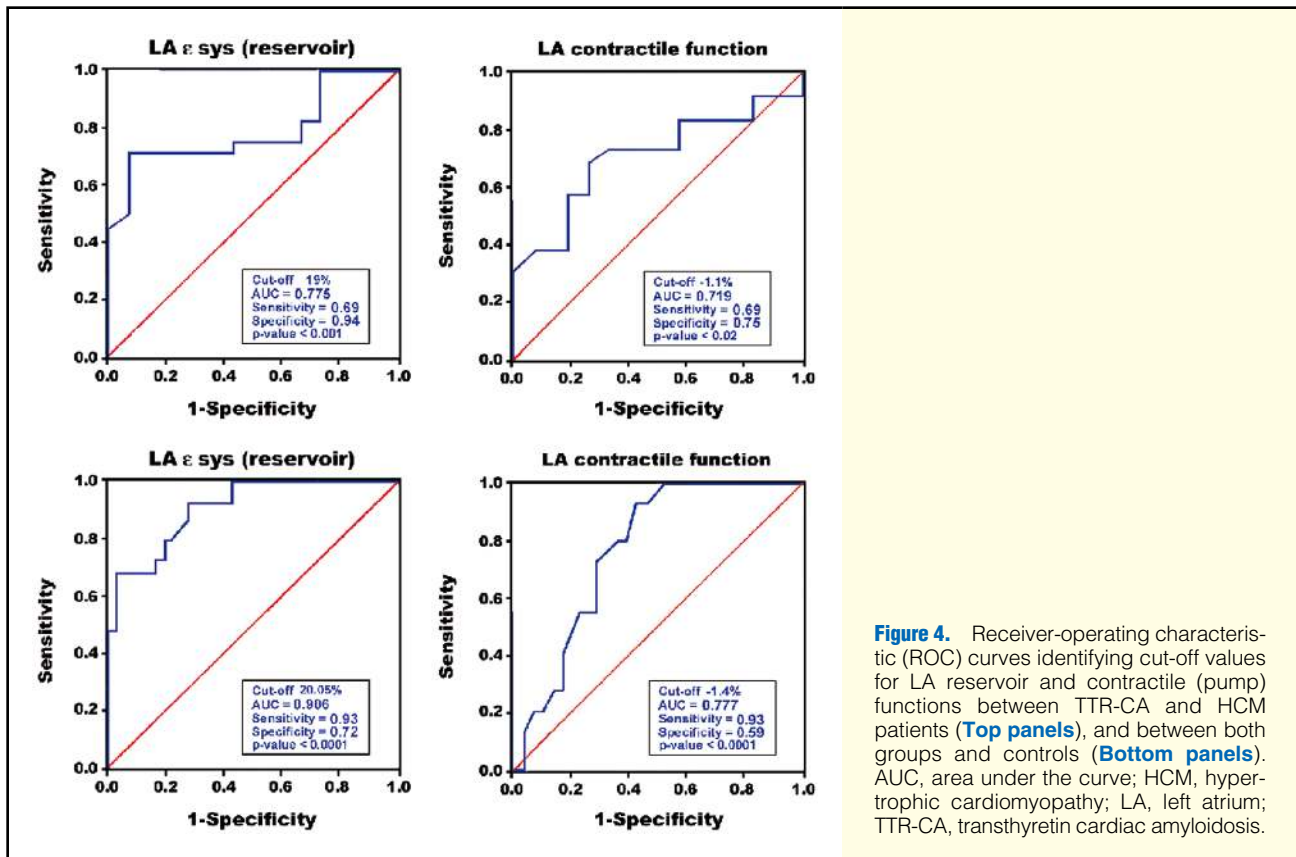 LA ε sys (reservoir)
1.0
0.8
0.6
0.4
0.2
0.0
Sensitivity
Cut-off 19%
AUC = 0.775
Sensitivity = 0.69
Specificity = 0.94
p-value < 0.001
0.0 0.2 0.4 0.6 0.8 1.0
1-Specificity
LA contractile function
1.0
0.8
0.6
0.4
0.2
0.0
Sensitivity
Cut-off -1.1%
AUC = 0.719
Sensitivity = 0.69
Specificity = 0.75
p-value < 0.02
0.0 0.2 0.4 0.6 0.8 1.0
1-Specificity
LA ε sys (reservoir)
1.0
0.8
0.6
0.4
0.2
0.0
Sensitivity
Cut-off 20.05%
AUC = 0.906
Sensitivity = 0.93
Specificity = 0.72
p-value < 0.0001
0.0 0.2 0.4 0.6 0.8 1.0
1-Specificity
LA contractile function
1.0
0.8
0.6
0.4
0.2
0.0
Sensitivity
Cut-off -1.4%
AUC = 0.777
Sensitivity = 0.93
Specificity = 0.59
p-value < 0.0001
0.0 0.2 0.4 0.6 0.8 1.0
1-Specificity
Figure 4. Receiver-operating characteris-
tic (ROC) curves identifying cut-off values
for LA reservoir and contractile (pump)
functions between TTR-CA and HCM
patients (Top panels), and between both
groups and controls (Bottom panels).
AUC, area under the curve; HCM, hyper-
trophic cardiomyopathy; LA, left atrium;
TTR-CA, transthyretin cardiac amyloidosis.